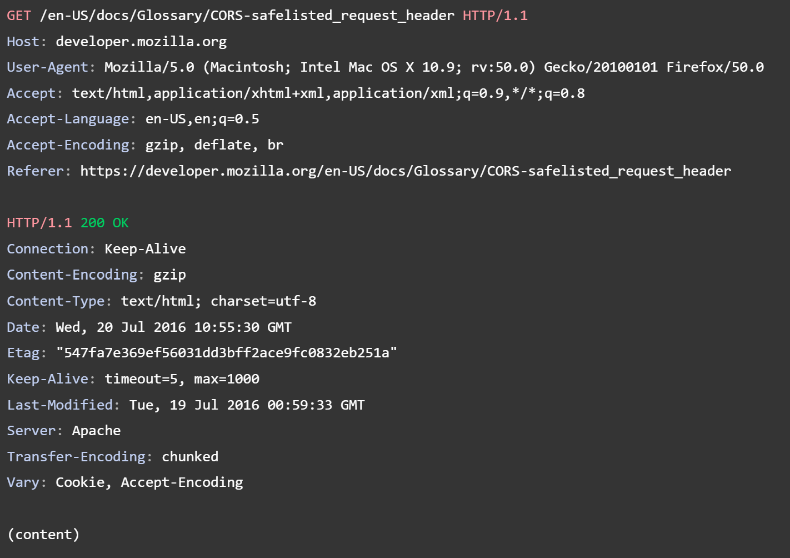 GET /en-US/docs/Glossary/CORS-safelisted_request_header HTTP/1.1
Host: developer.mozilla.org
User-Agent: Mozilla/5.0 (Macintosh; Intel Mac OS X 10.9; rv:50.0) Gecko/20100101 Firefox/50.0
Accept: text/html,application/xhtml+xml,application/xml;q=0.9,*/*;q=0.8
Accept-Language: en-US,en;q=0.5
Accept-Encoding: gzip, deflate, br
Referer: https://developer.mozilla.org/en-US/docs/Glossary/CORS-safelisted_request_header
HTTP/1.1 200 OK
Connection: Keep-Alive
Content-Encoding: gzip
Content-Type: text/html; charset=utf-8
Date: Wed, 20 Jul 2016 10:55:30 GMT
Etag: "547fa7e369ef56031dd3bff2ace9fc0832eb251a"
Keep-Alive: timeout=5, max=1000
Last-Modified: Tue, 19 Jul 2016 00:59:33 GMT
Server: Apache
Transfer-Encoding: chunked
Vary: Cookie, Accept-Encoding
(content)